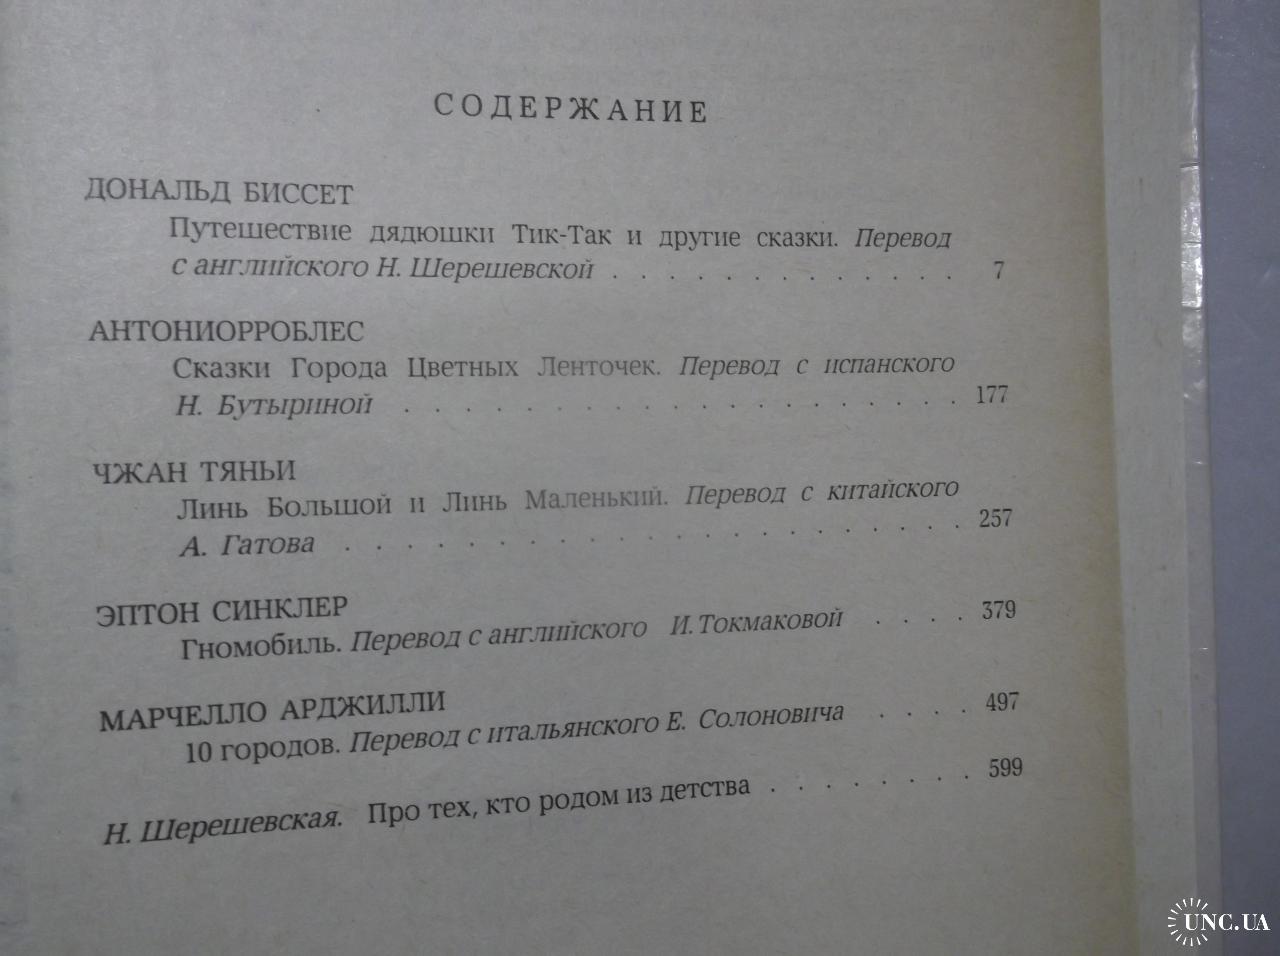 СОДЕРЖАНИЕ
ДОНАЛЬД БИССЕТ
Путешествие дядюшки Тик-Так и другие сказки. Перевод
с английского Н. Шерешевской . . . . . . . . . . . . . 7
АНТОНИОРРОБЛЕС
Сказки Города Цветных Ленточек. Перевод с испанского
Н. Бутыриной . . . . . . . . . . . . . . . . . . . 177
ЧЖАН ТЯНЬИ
Линь Большой и Линь Маленький. Перевод с китайского
А. Гатова . . . . . . . . . . . . . . . . . . . . 257
ЭПТОН СИНКЛЕР
Гномобиль. Перевод с английского И. Токмаковой . . . . 379
МАРЧЕЛЛО АРДЖИЛЛИ
10 городов. Перевод с итальянского Е. Солоновича . . . . 497
Н. Шерешевская. Про тех, кто родом из детства . . . . . . . . 599
UNC.UA